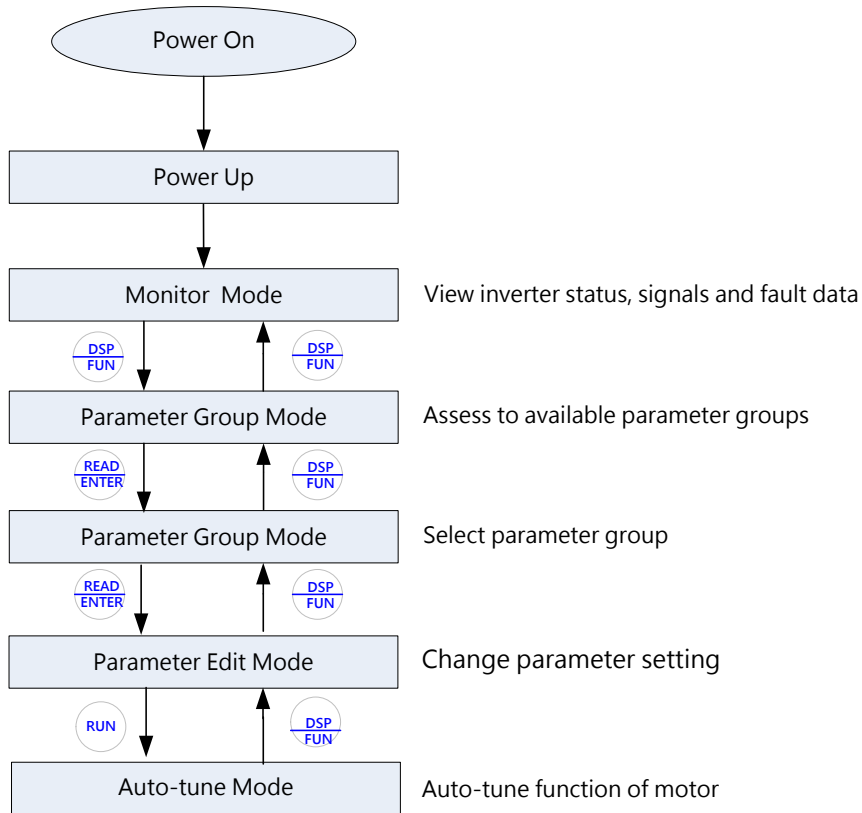 Power On
Power Up
Monitor Mode
View inverter status, signals and fault data
DSP
FUN
DSP
FUN
Parameter Group Mode
Assess to available parameter groups
READ
ENTER
DSP
FUN
Parameter Group Mode
Select parameter group
READ
ENTER
DSP
FUN
Parameter Edit Mode
Change parameter setting
RUN
DSP
FUN
Auto-tune Mode
Auto-tune function of motor